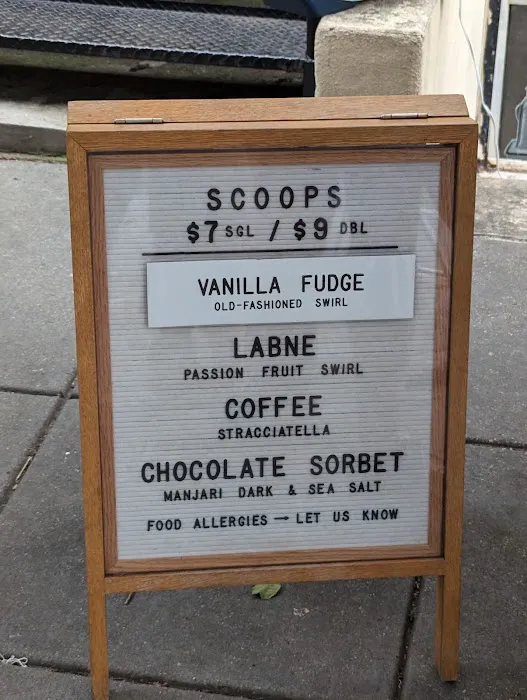 SCOOPS
$7 SGL / $9 DBL
VANILLA FUDGE
OLD-FASHIONED SWIRL
LABNE
PASSION FRUIT SWIRL
COFFEE
STRACCIATELLA
CHOCOLATE SORBET
MANJARI DARK & SEA SALT
FOOD ALLERGIES → LET US KNOW